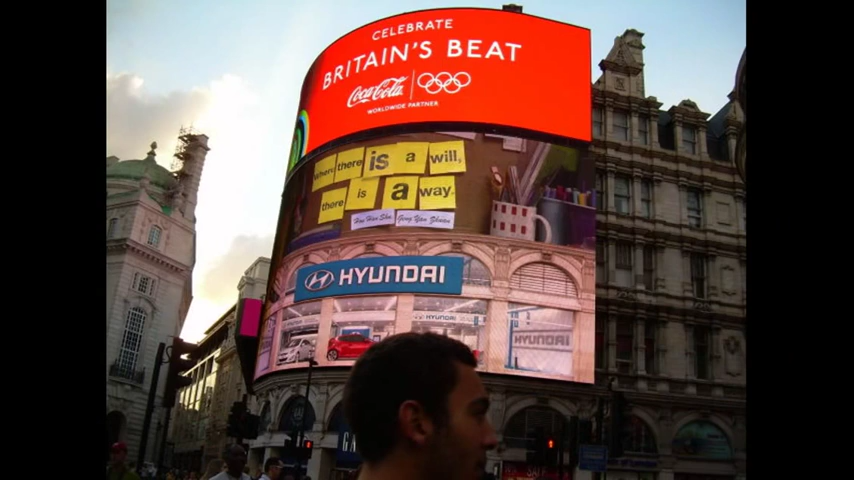 CELEBRATE
BRITAIN'S BEAT
Coca-Cola
WORLDWIDE PARTNER
Where there is a will,
there is a way.
HYUNDAI
HYUNDAI
HYUNDAI